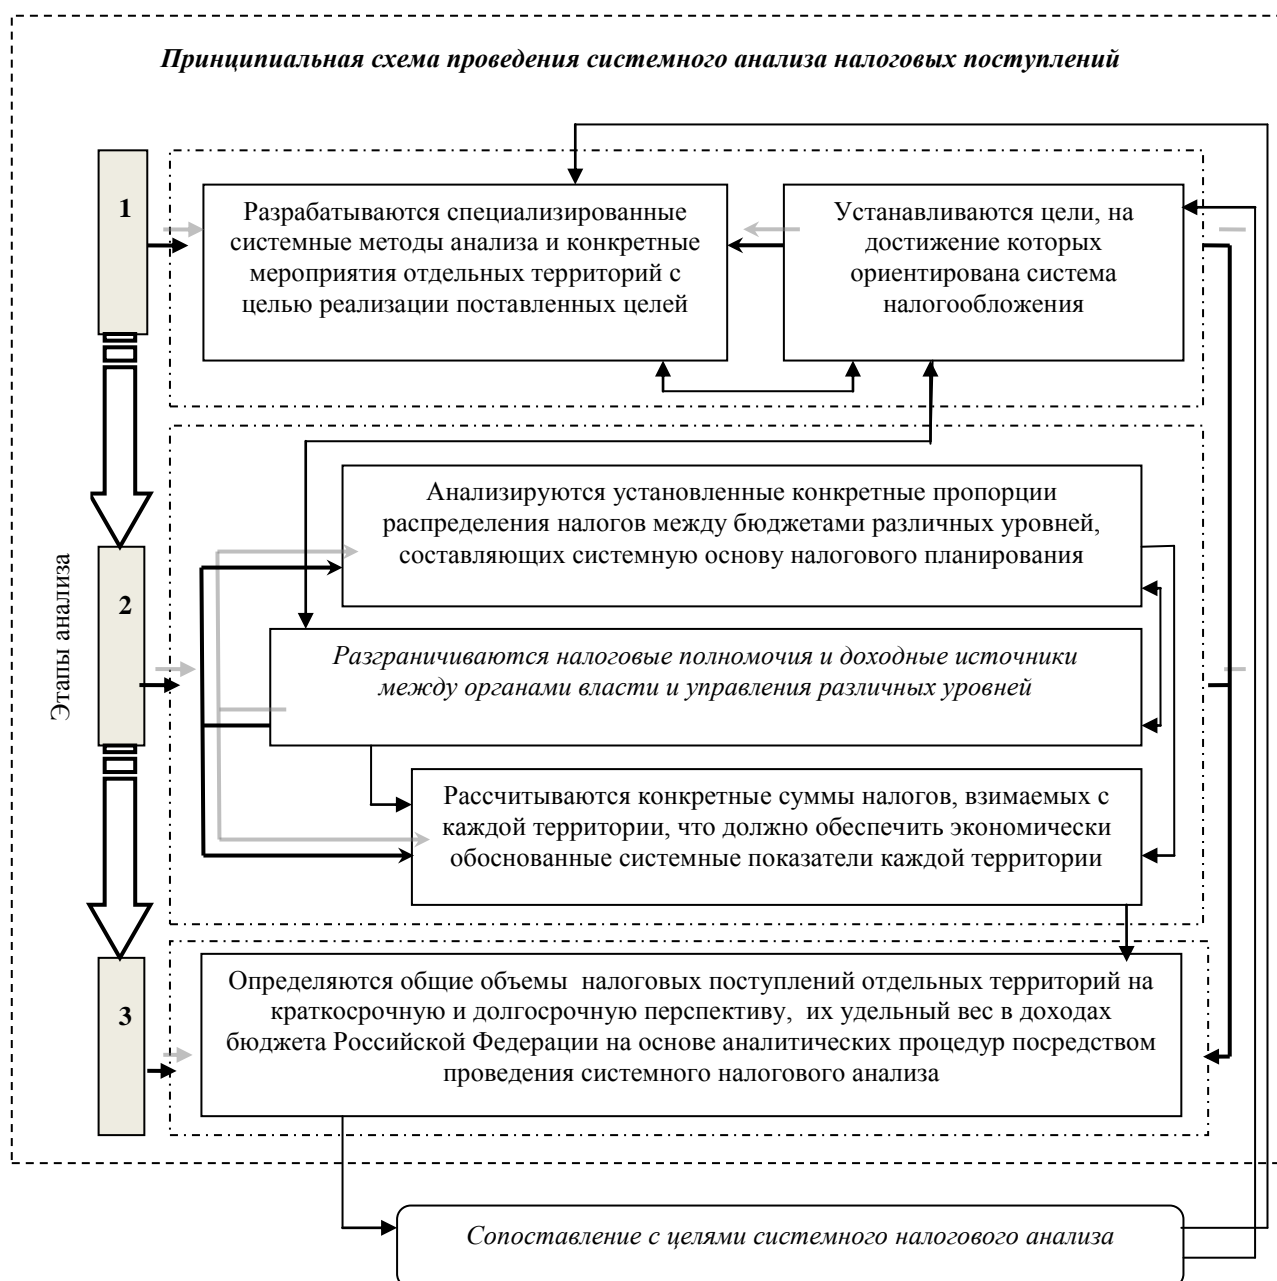 Принципиальная схема проведения системного анализа налоговых поступлений
Этапы анализа
1
Разрабатываются специализированные
системные методы анализа и конкретные
мероприятия отдельных территорий с
целью реализации поставленных целей
Устанавливаются цели, на
достижение которых
ориентирована система
налогообложения
2
Анализируются установленные конкретные пропорции
распределения налогов между бюджетами различных уровней,
составляющих системную основу налогового планирования
Разграничиваются налоговые полномочия и доходные источники
между органами власти и управления различных уровней
Рассчитываются конкретные суммы налогов, взимаемых с
каждой территории, что должно обеспечить экономически
обоснованные системные показатели каждой территории
3
Определяются общие объемы налоговых поступлений отдельных территорий на
краткосрочную и долгосрочную перспективу, их удельный вес в доходах
бюджета Российской Федерации на основе аналитических процедур посредством
проведения системного налогового анализа
Сопоставление с целями системного налогового анализа